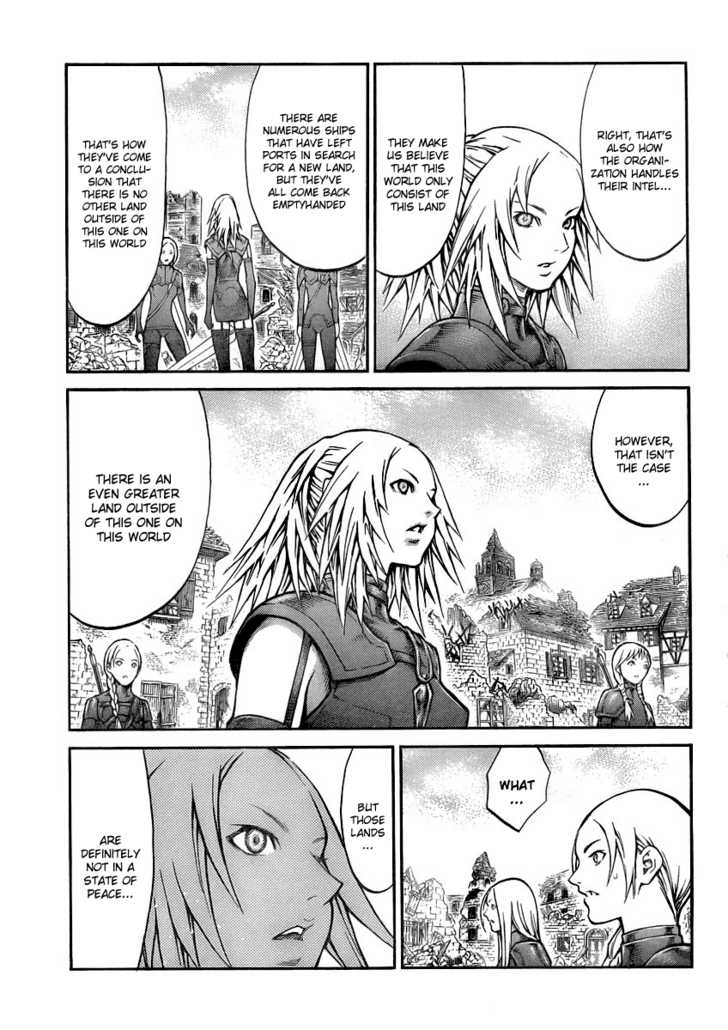 RIGHT, THAT'S
ALSO HOW
THE ORGANI-
ZATION HANDLES
THEIR INTEL...
THEY MAKE
US BELIEVE THAT
THIS WORLD ONLY
CONSIST OF
THIS LAND
THERE ARE
NUMEROUS SHIPS
THAT HAVE LEFT
PORTS IN SEARCH
FOR A NEW LAND,
BUT THEY'VE
ALL COME BACK
EMPTYHANDED
THAT'S HOW
THEY'VE COME
TO A CONCLU-
SION THAT
THERE IS NO
OTHER LAND
OUTSIDE OF
THIS ONE ON
THIS WORLD
HOWEVER,
THAT ISN'T
THE CASE
...
THERE IS AN
EVEN GREATER
LAND OUTSIDE
OF THIS ONE ON
THIS WORLD
WHAT
...
BUT
THOSE
LANDS
...
ARE
DEFINITELY
NOT IN A
STATE OF
PEACE...